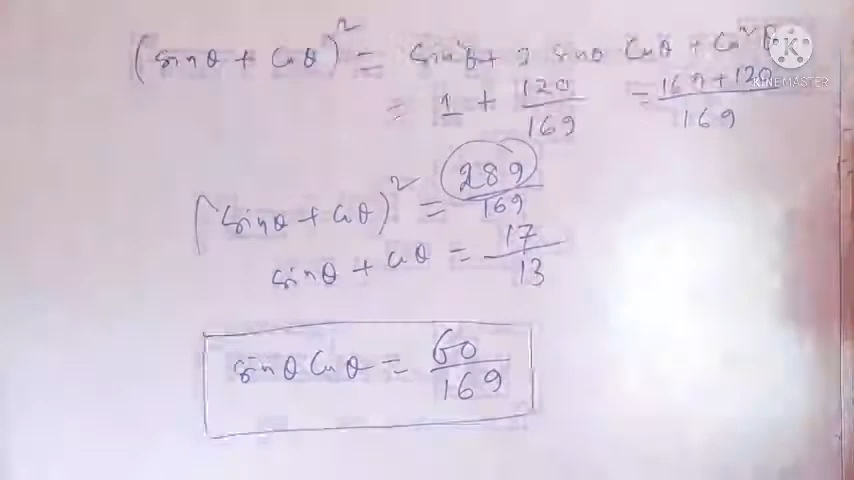 (sinθ + cosθ)² = sin²θ + 2 sinθ cosθ + cos²θ
= 1 + 120/169 = 169+120/169
(sinθ + cosθ)² = 289/169
sinθ + cosθ = 17/13
sinθ cosθ = 60/169
K
KINEMASTER